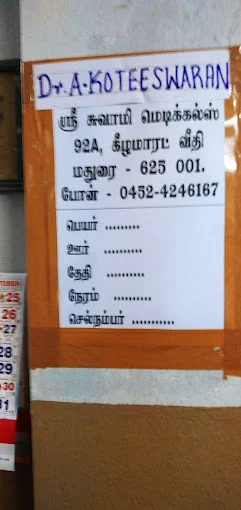 Dr. A. KOTEESWARAN
ஸ்ரீ சுவாமி மெடிக்கல்ஸ்
92A, கீழமாரட் வீதி
மதுரை - 625 001.
போன் - 0452-4246167
பெயர் .........
ஊர் ..........
தேதி ..........
நேரம் ..........
செல்நம்பர் ...........
25
26
27
28
29
30
31